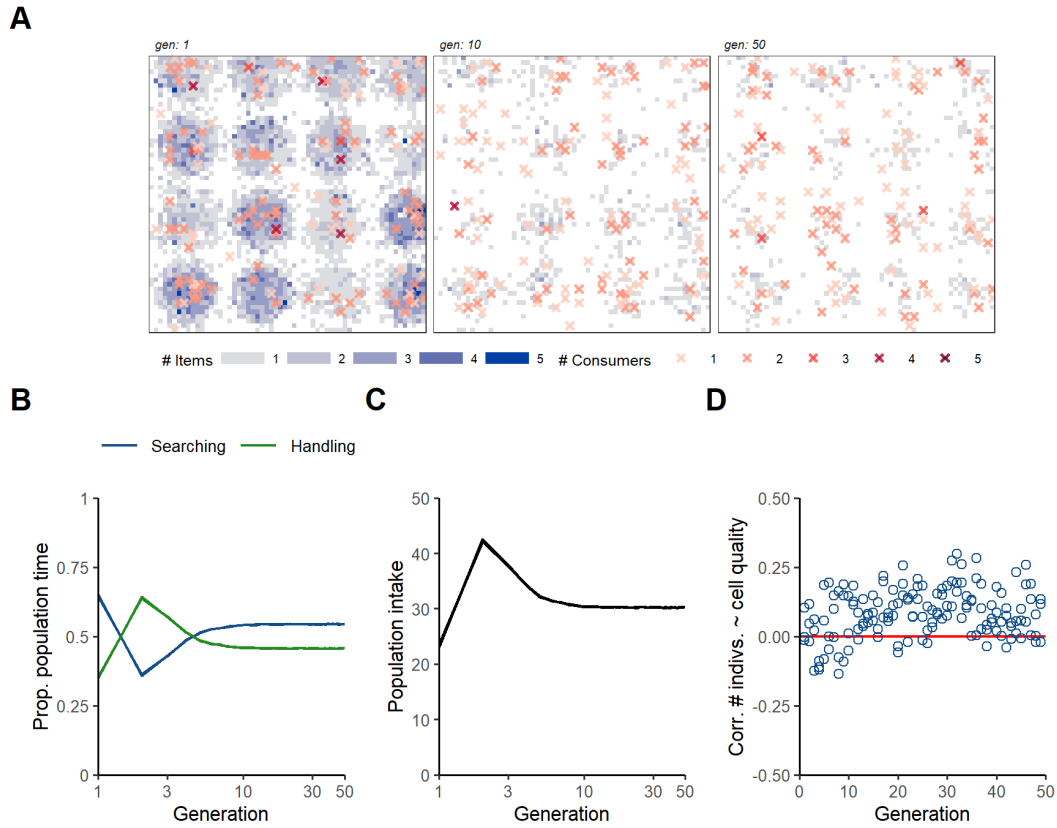 A
gen: 1
gen: 10
gen: 50
# Items 1 2 3 4 5 # Consumers 1 2 3 4 5
B
C
D
Searching Handling
Prop. population time
1
0.75
0.5
0.25
0
1 3 10 30 50
Generation
Population intake
50
40
30
20
10
0
1 3 10 30 50
Generation
Corr. # indivs. ~ cell quality
0.50
0.25
0.00
-0.25
-0.50
0 10 20 30 40 50
Generation